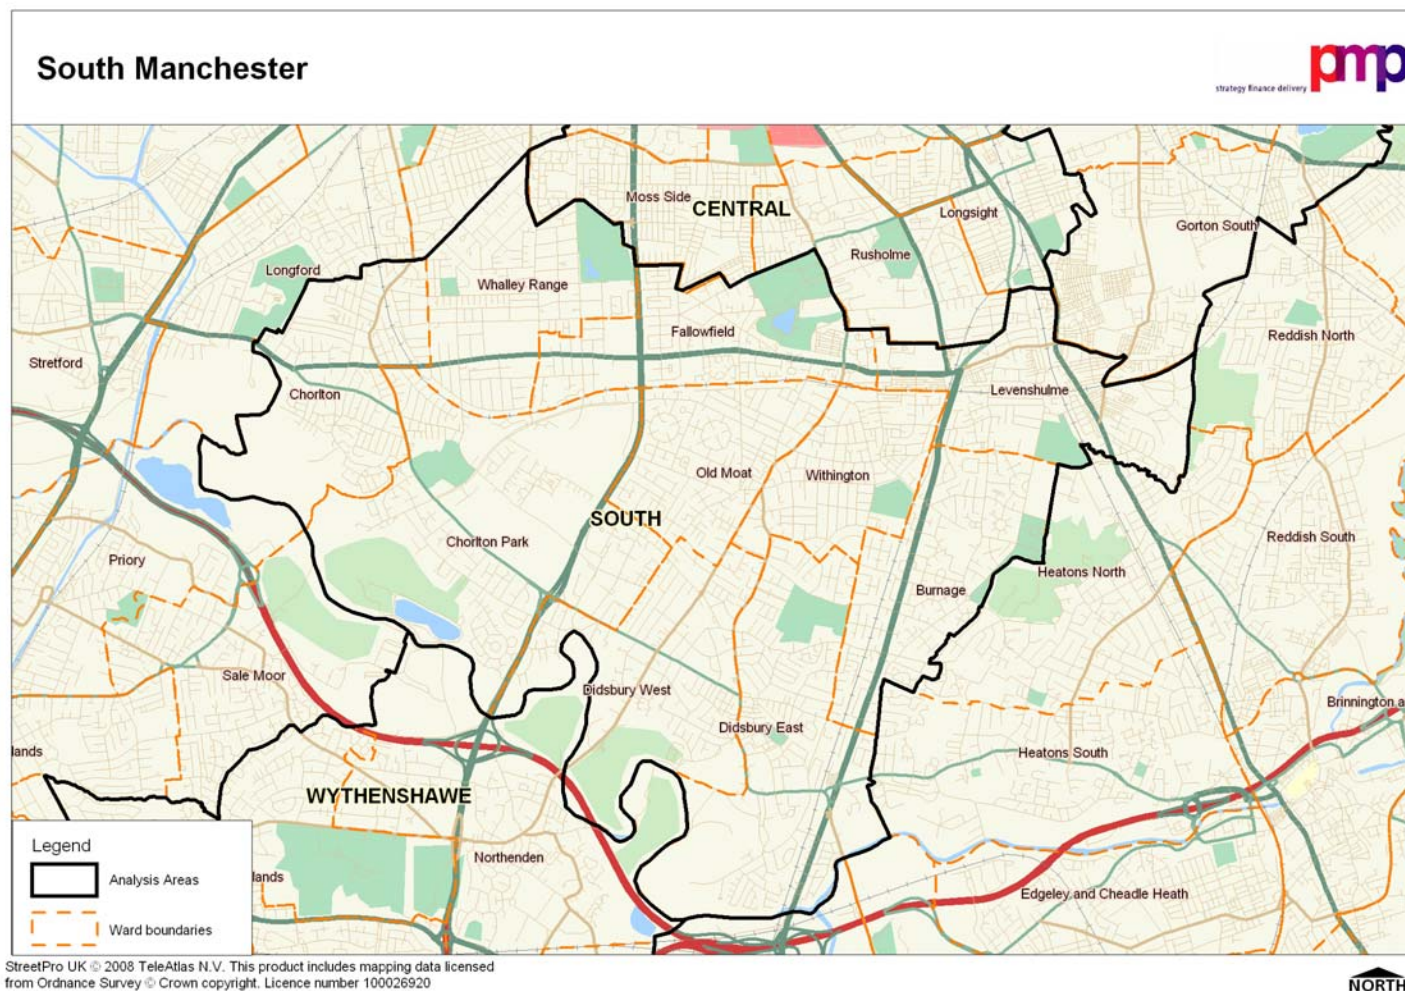 South Manchester
pmp
strategy finance delivery
Moss Side
CENTRAL
Longsight
Gorton South
Rusholme
Longford
Whalley Range
Fallowfield
Reddish North
Stretford
Chorlton
Levenshulme
Old Moat
Withington
SOUTH
Chorlton Park
Reddish South
Priory
Heatons North
Burnage
Sale Moor
Didsbury West
Brinnington a
Didsbury East
lands
Heatons South
WYTHENSHAWE
Northenden
lands
Edgeley and Cheadle Heath
Legend
Analysis Areas
Ward boundaries
StreetPro UK © 2008 TeleAtlas N.V. This product includes mapping data licensed
from Ordnance Survey © Crown copyright. Licence number 100026920
NORTH